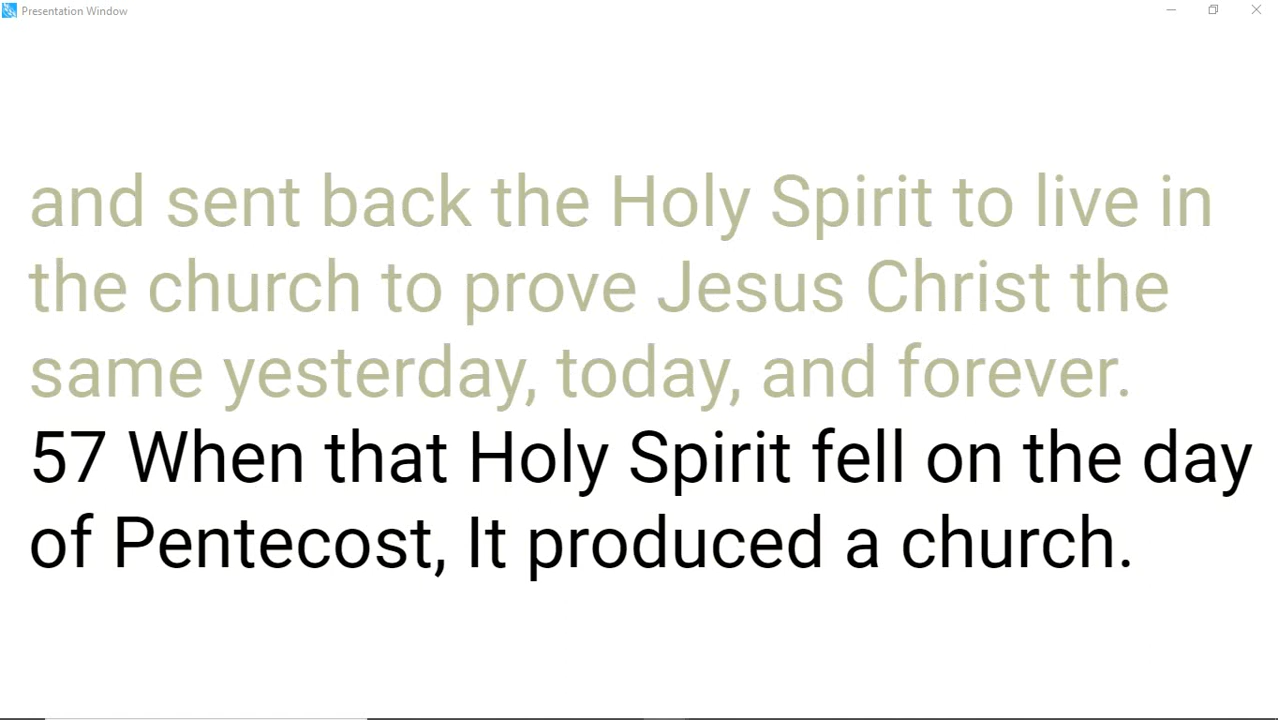 Presentation Window
and sent back the Holy Spirit to live in
the church to prove Jesus Christ the
same yesterday, today, and forever.
57 When that Holy Spirit fell on the day
of Pentecost, It produced a church.